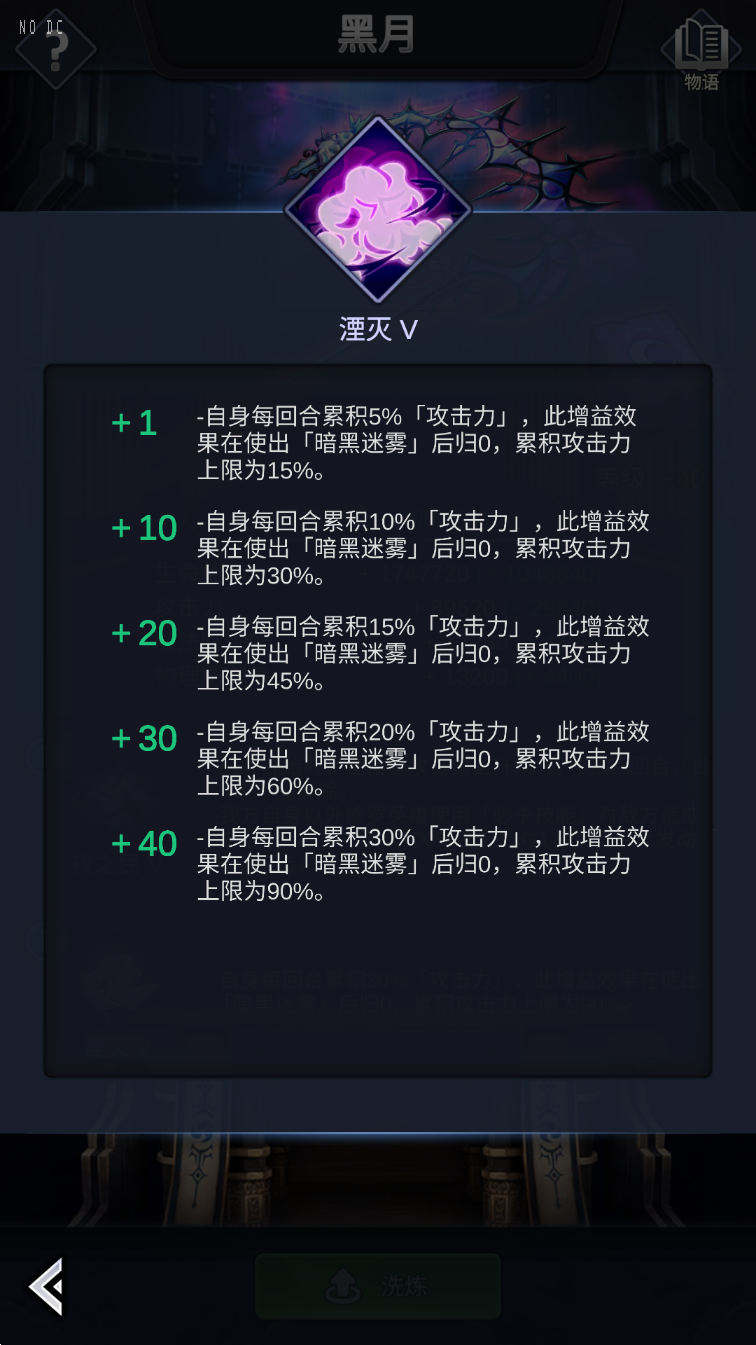 NO DC
黑月
物语
湮灭 V
+1
-自身每回合累积5%「攻击力」，此增益效
果在使出「暗黑迷雾」后归0，累积攻击力
上限为15%。
+10
-自身每回合累积10%「攻击力」，此增益效
果在使出「暗黑迷雾」后归0，累积攻击力
上限为30%。
+20
-自身每回合累积15%「攻击力」，此增益效
果在使出「暗黑迷雾」后归0，累积攻击力
上限为45%。
+30
-自身每回合累积20%「攻击力」，此增益效
果在使出「暗黑迷雾」后归0，累积攻击力
上限为60%。
+40
-自身每回合累积30%「攻击力」，此增益效
果在使出「暗黑迷雾」后归0，累积攻击力
上限为90%。
洗炼